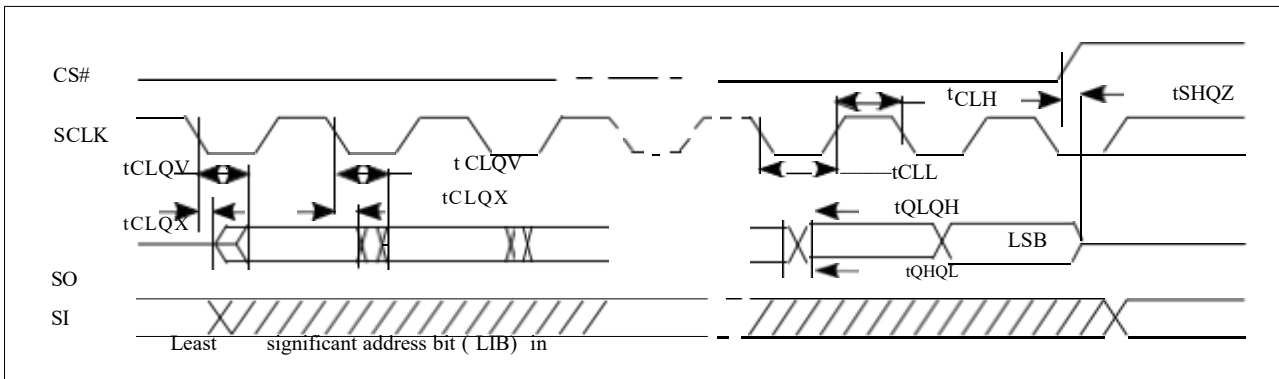 CS#
tCLH
tSHQZ
SCLK
tCLQV
t CLQV
tCLL
tCLQX
tCLQX
tQLQH
LSB
tQHQL
SO
SI
Least significant address bit ( LIB) in